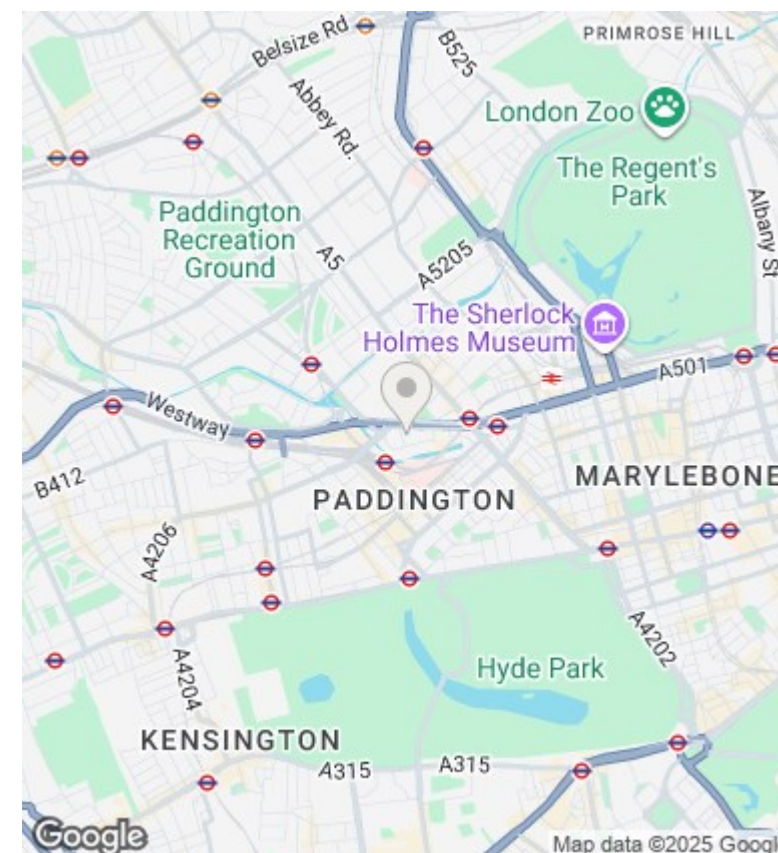 PRIMROSE HILL
Belsize Rd
B525
Abbey Rd.
London Zoo
The Regent's
Park
Albany St
Paddington
Recreation
Ground
A5
A5205
The Sherlock
Holmes Museum
A501
Westway
B412
PADDINGTON
MARYLEBONE
A4206
A4202
Hyde Park
A4204
KENSINGTON
A315
A315
Google
Map data ©2025 Google